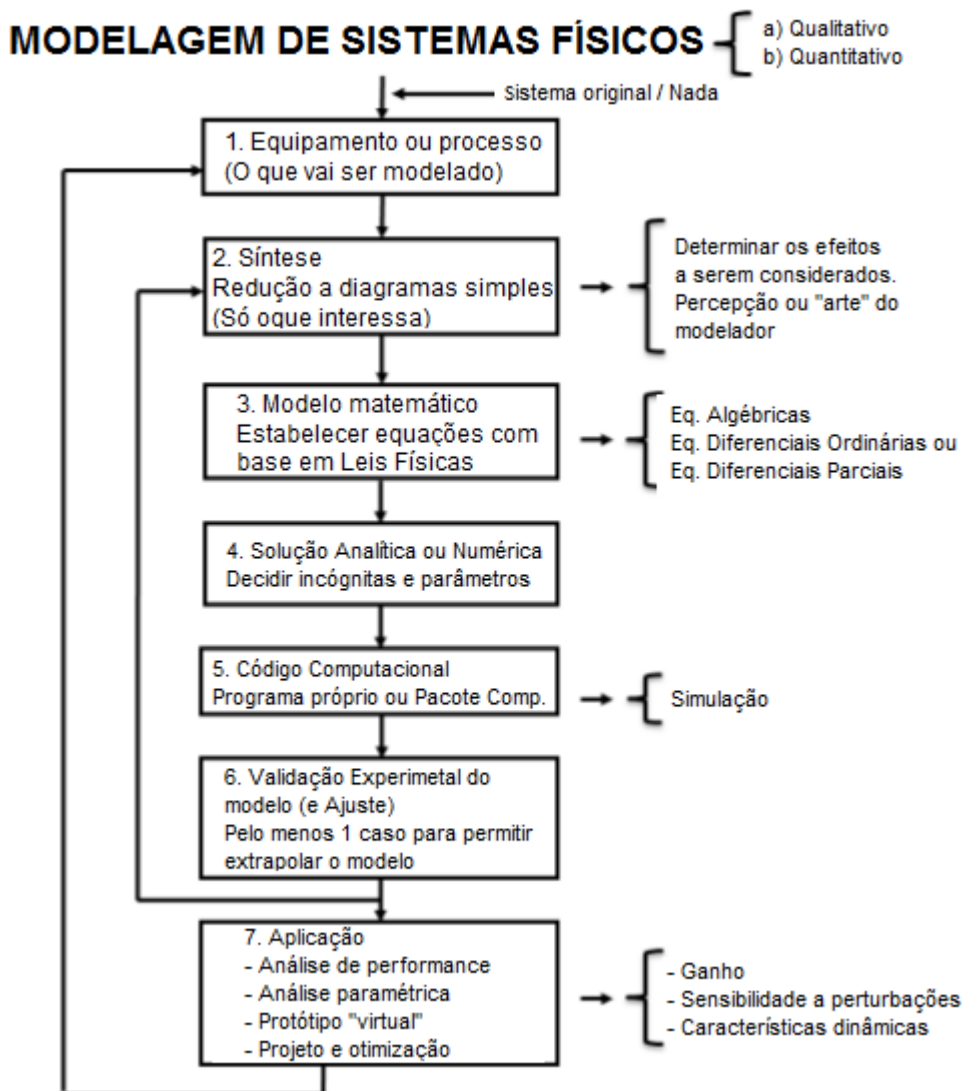 MODELAGEM DE SISTEMAS FÍSICOS
a) Qualitativo
b) Quantitativo
Sistema original / Nada
1. Equipamento ou processo
(O que vai ser modelado)
2. Síntese
Redução a diagramas simples
(Só oque interessa)
Determinar os efeitos
a serem considerados.
Percepção ou "arte" do
modelador
3. Modelo matemático
Estabelecer equações com
base em Leis Físicas
Eq. Algébricas
Eq. Diferenciais Ordinárias ou
Eq. Diferenciais Parciais
4. Solução Analítica ou Numérica
Decidir incógnitas e parâmetros
5. Código Computacional
Programa próprio ou Pacote Comp.
Simulação
6. Validação Experimetal do
modelo (e Ajuste)
Pelo menos 1 caso para permitir
extrapolar o modelo
7. Aplicação
- Análise de performance
- Análise paramétrica
- Protótipo "virtual"
- Projeto e otimização
- Ganho
- Sensibilidade a perturbações
- Características dinâmicas